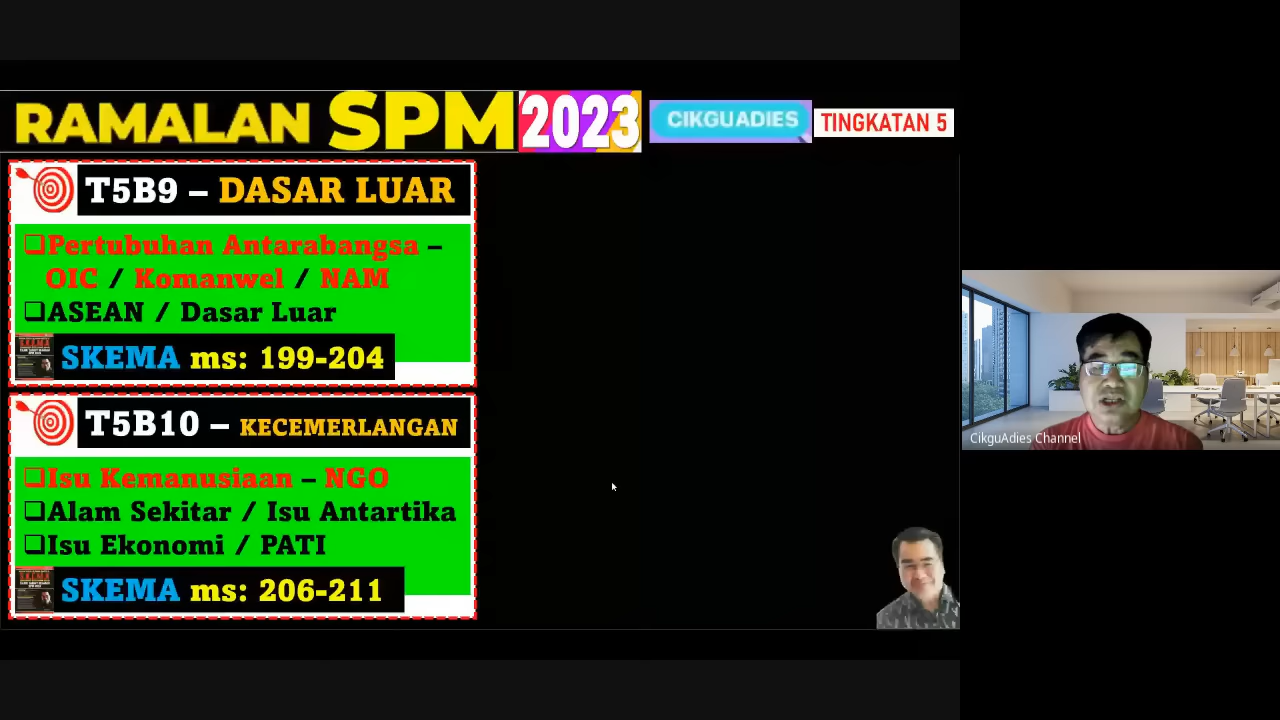 RAMALAN SPM 2023 CIKGUADIES TINGKATAN 5
T5B9 – DASAR LUAR
❑Pertubuhan Antarabangsa –
OIC / Komanwel / NAM
❑ASEAN / Dasar Luar
SKEMA ms: 199-204
T5B10 – KECEMERLANGAN
❑Isu Kemanusiaan – NGO
❑Alam Sekitar / Isu Antartika
❑Isu Ekonomi / PATI
SKEMA ms: 206-211
CikguAdies Channel